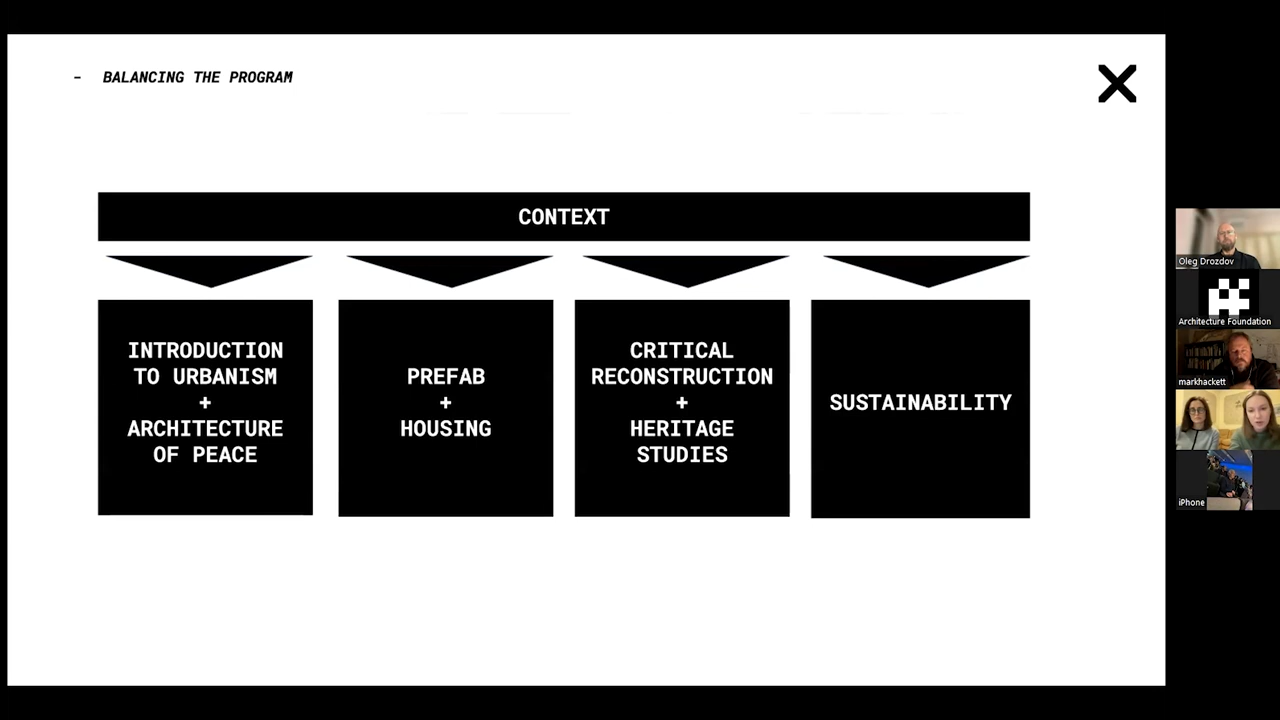 - BALANCING THE PROGRAM
CONTEXT
INTRODUCTION
TO URBANISM
+
ARCHITECTURE
OF PEACE
PREFAB
+
HOUSING
CRITICAL
RECONSTRUCTION
+
HERITAGE
STUDIES
SUSTAINABILITY
Oleg Drozdov
Architecture Foundation
markhackett
iPhone